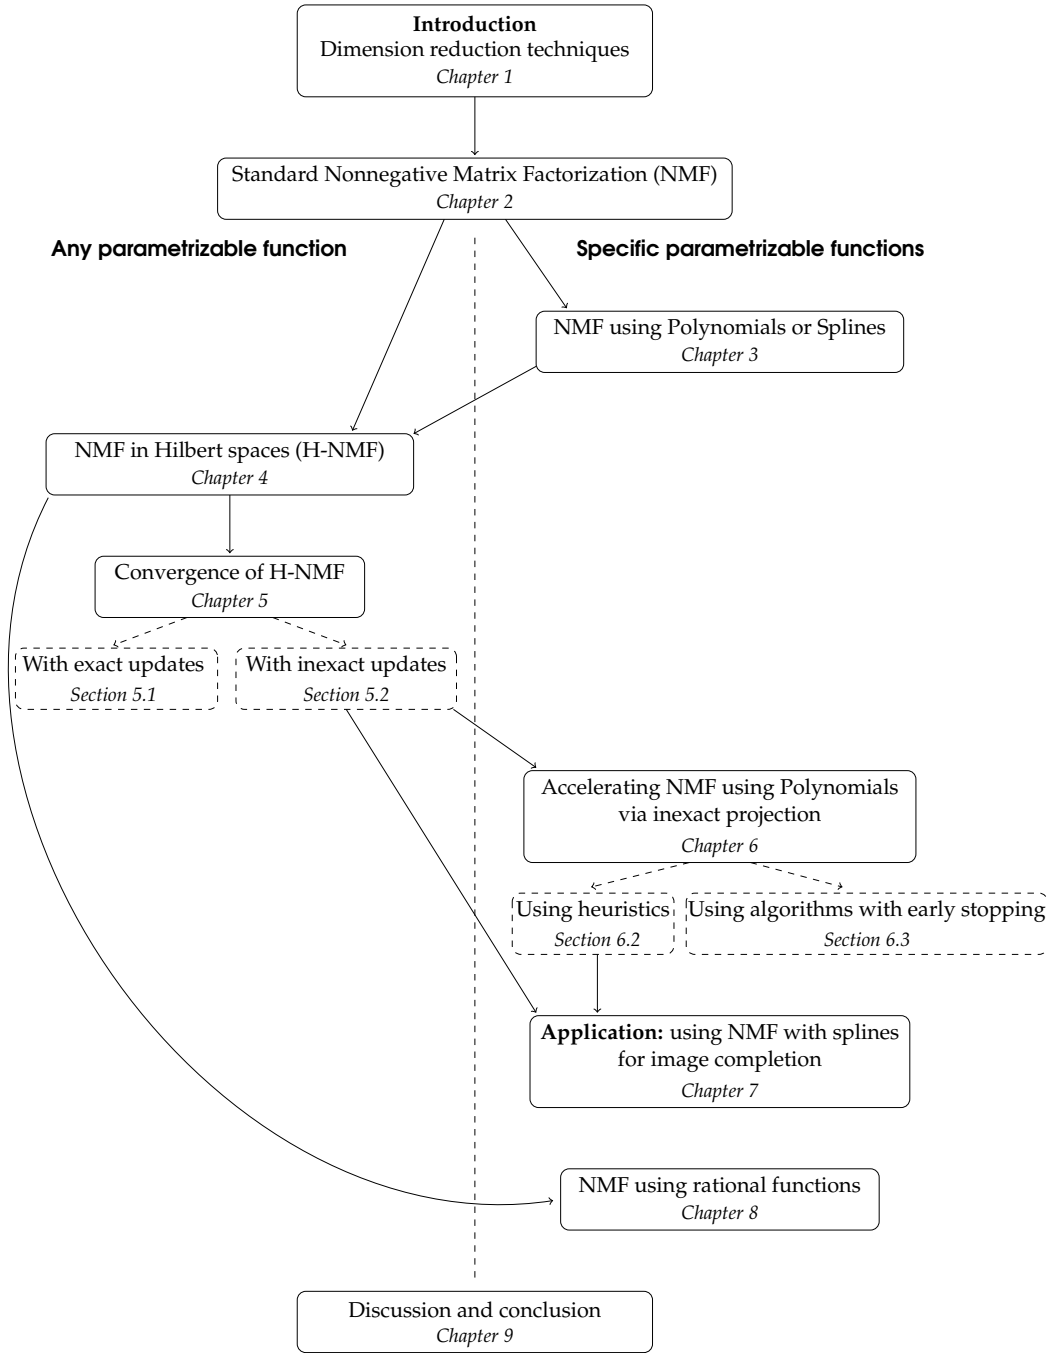 Introduction
Dimension reduction techniques
Chapter 1
Standard Nonnegative Matrix Factorization (NMF)
Chapter 2
Any parametrizable function
Specific parametrizable functions
NMF using Polynomials or Splines
Chapter 3
NMF in Hilbert spaces (H-NMF)
Chapter 4
Convergence of H-NMF
Chapter 5
With exact updates
Section 5.1
With inexact updates
Section 5.2
Accelerating NMF using Polynomials
via inexact projection
Chapter 6
Using heuristics
Section 6.2
Using algorithms with early stopping
Section 6.3
Application: using NMF with splines
for image completion
Chapter 7
NMF using rational functions
Chapter 8
Discussion and conclusion
Chapter 9